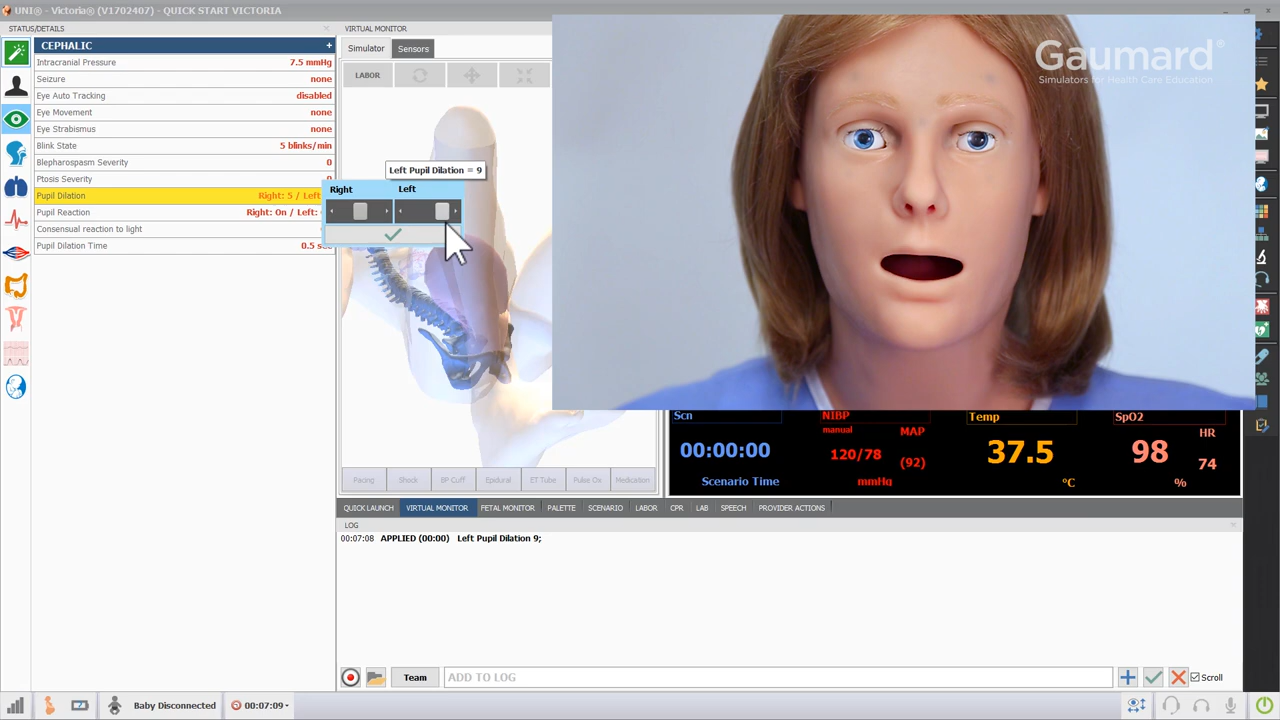 UNI® - Victoria® (V1702407) - QUICK START VICTORIA
STATUS/DETAILS
CEPHALIC +
Intracranial Pressure 7.5 mmHg
Seizure none
Eye Auto Tracking disabled
Eye Movement none
Eye Strabismus none
Blink State 5 blinks/min
Blepharospasm Severity 0
Ptosis Severity
Pupil Dilation Right: 5 / Left
Pupil Reaction Right: On / Left:
Consensual reaction to light
Pupil Dilation Time 0.5 sec
VIRTUAL MONITOR
Simulator Sensors
LABOR
Left Pupil Dilation = 9
Right Left
Gaumard®
Simulators for Health Care Education
Pacing Shock BP Cuff Epidural ET Tube Pulse Ox Medication
Scn NIBP Temp SpO2
manual MAP HR
00:00:00 120/78 (92) 37.5 98 74
Scenario Time mmHg °C %
QUICK LAUNCH VIRTUAL MONITOR FETAL MONITOR PALETTE SCENARIO LABOR CPR LAB SPEECH PROVIDER ACTIONS
LOG
00:07:08 APPLIED (00:00) Left Pupil Dilation 9;
Team ADD TO LOG Scroll
Baby Disconnected 00:07:09